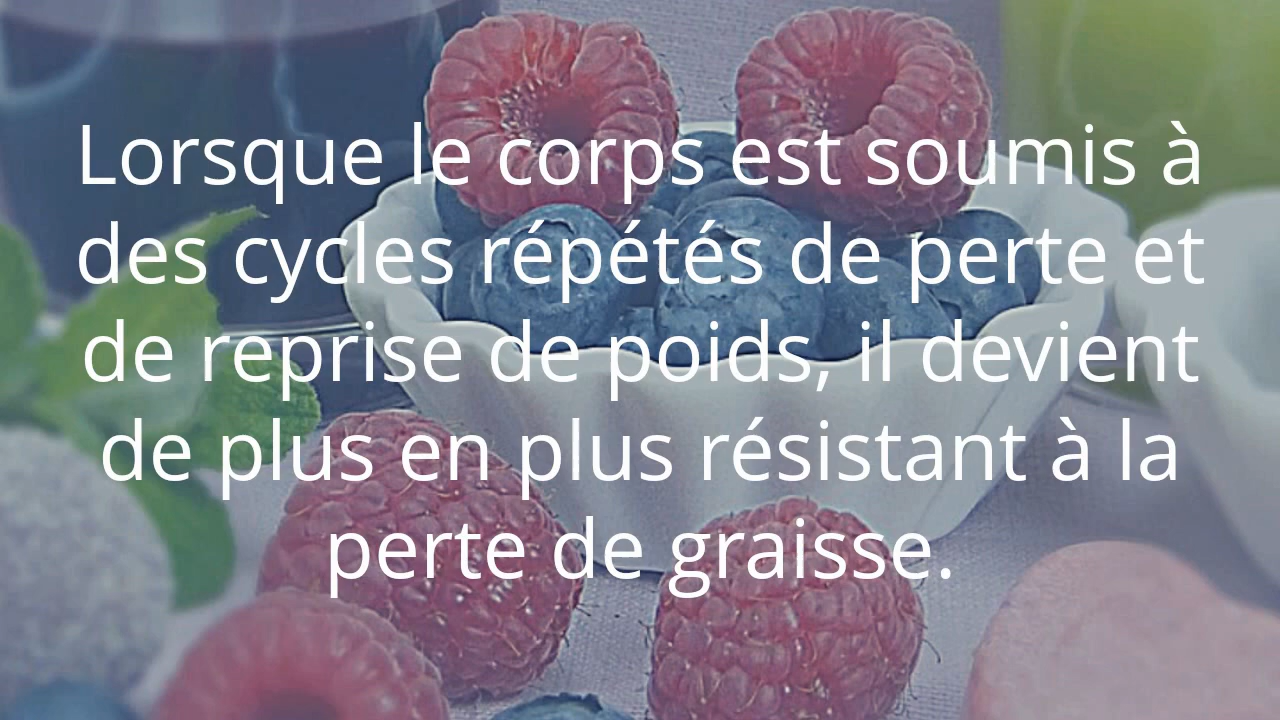 Lorsque le corps est soumis à
des cycles répétés de perte et
de reprise de poids, il devient
de plus en plus résistant à la
perte de graisse.